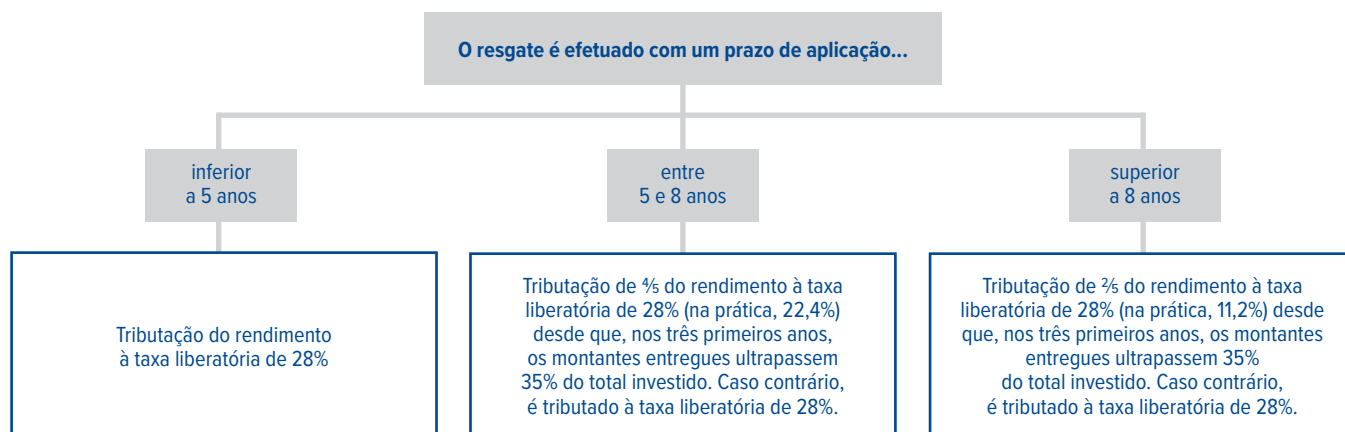 O resgate é efetuado com um prazo de aplicação...
inferior
a 5 anos
entre
5 e 8 anos
superior
a 8 anos
Tributação do rendimento
à taxa liberatória de 28%
Tributação de ⅘ do rendimento à taxa
liberatória de 28% (na prática, 22,4%)
desde que, nos três primeiros anos,
os montantes entregues ultrapassem
35% do total investido. Caso contrário,
é tributado à taxa liberatória de 28%.
Tributação de ⅖ do rendimento à taxa
liberatória de 28% (na prática, 11,2%) desde
que, nos três primeiros anos, os montantes
entregues ultrapassem 35%
do total investido. Caso contrário,
é tributado à taxa liberatória de 28%.